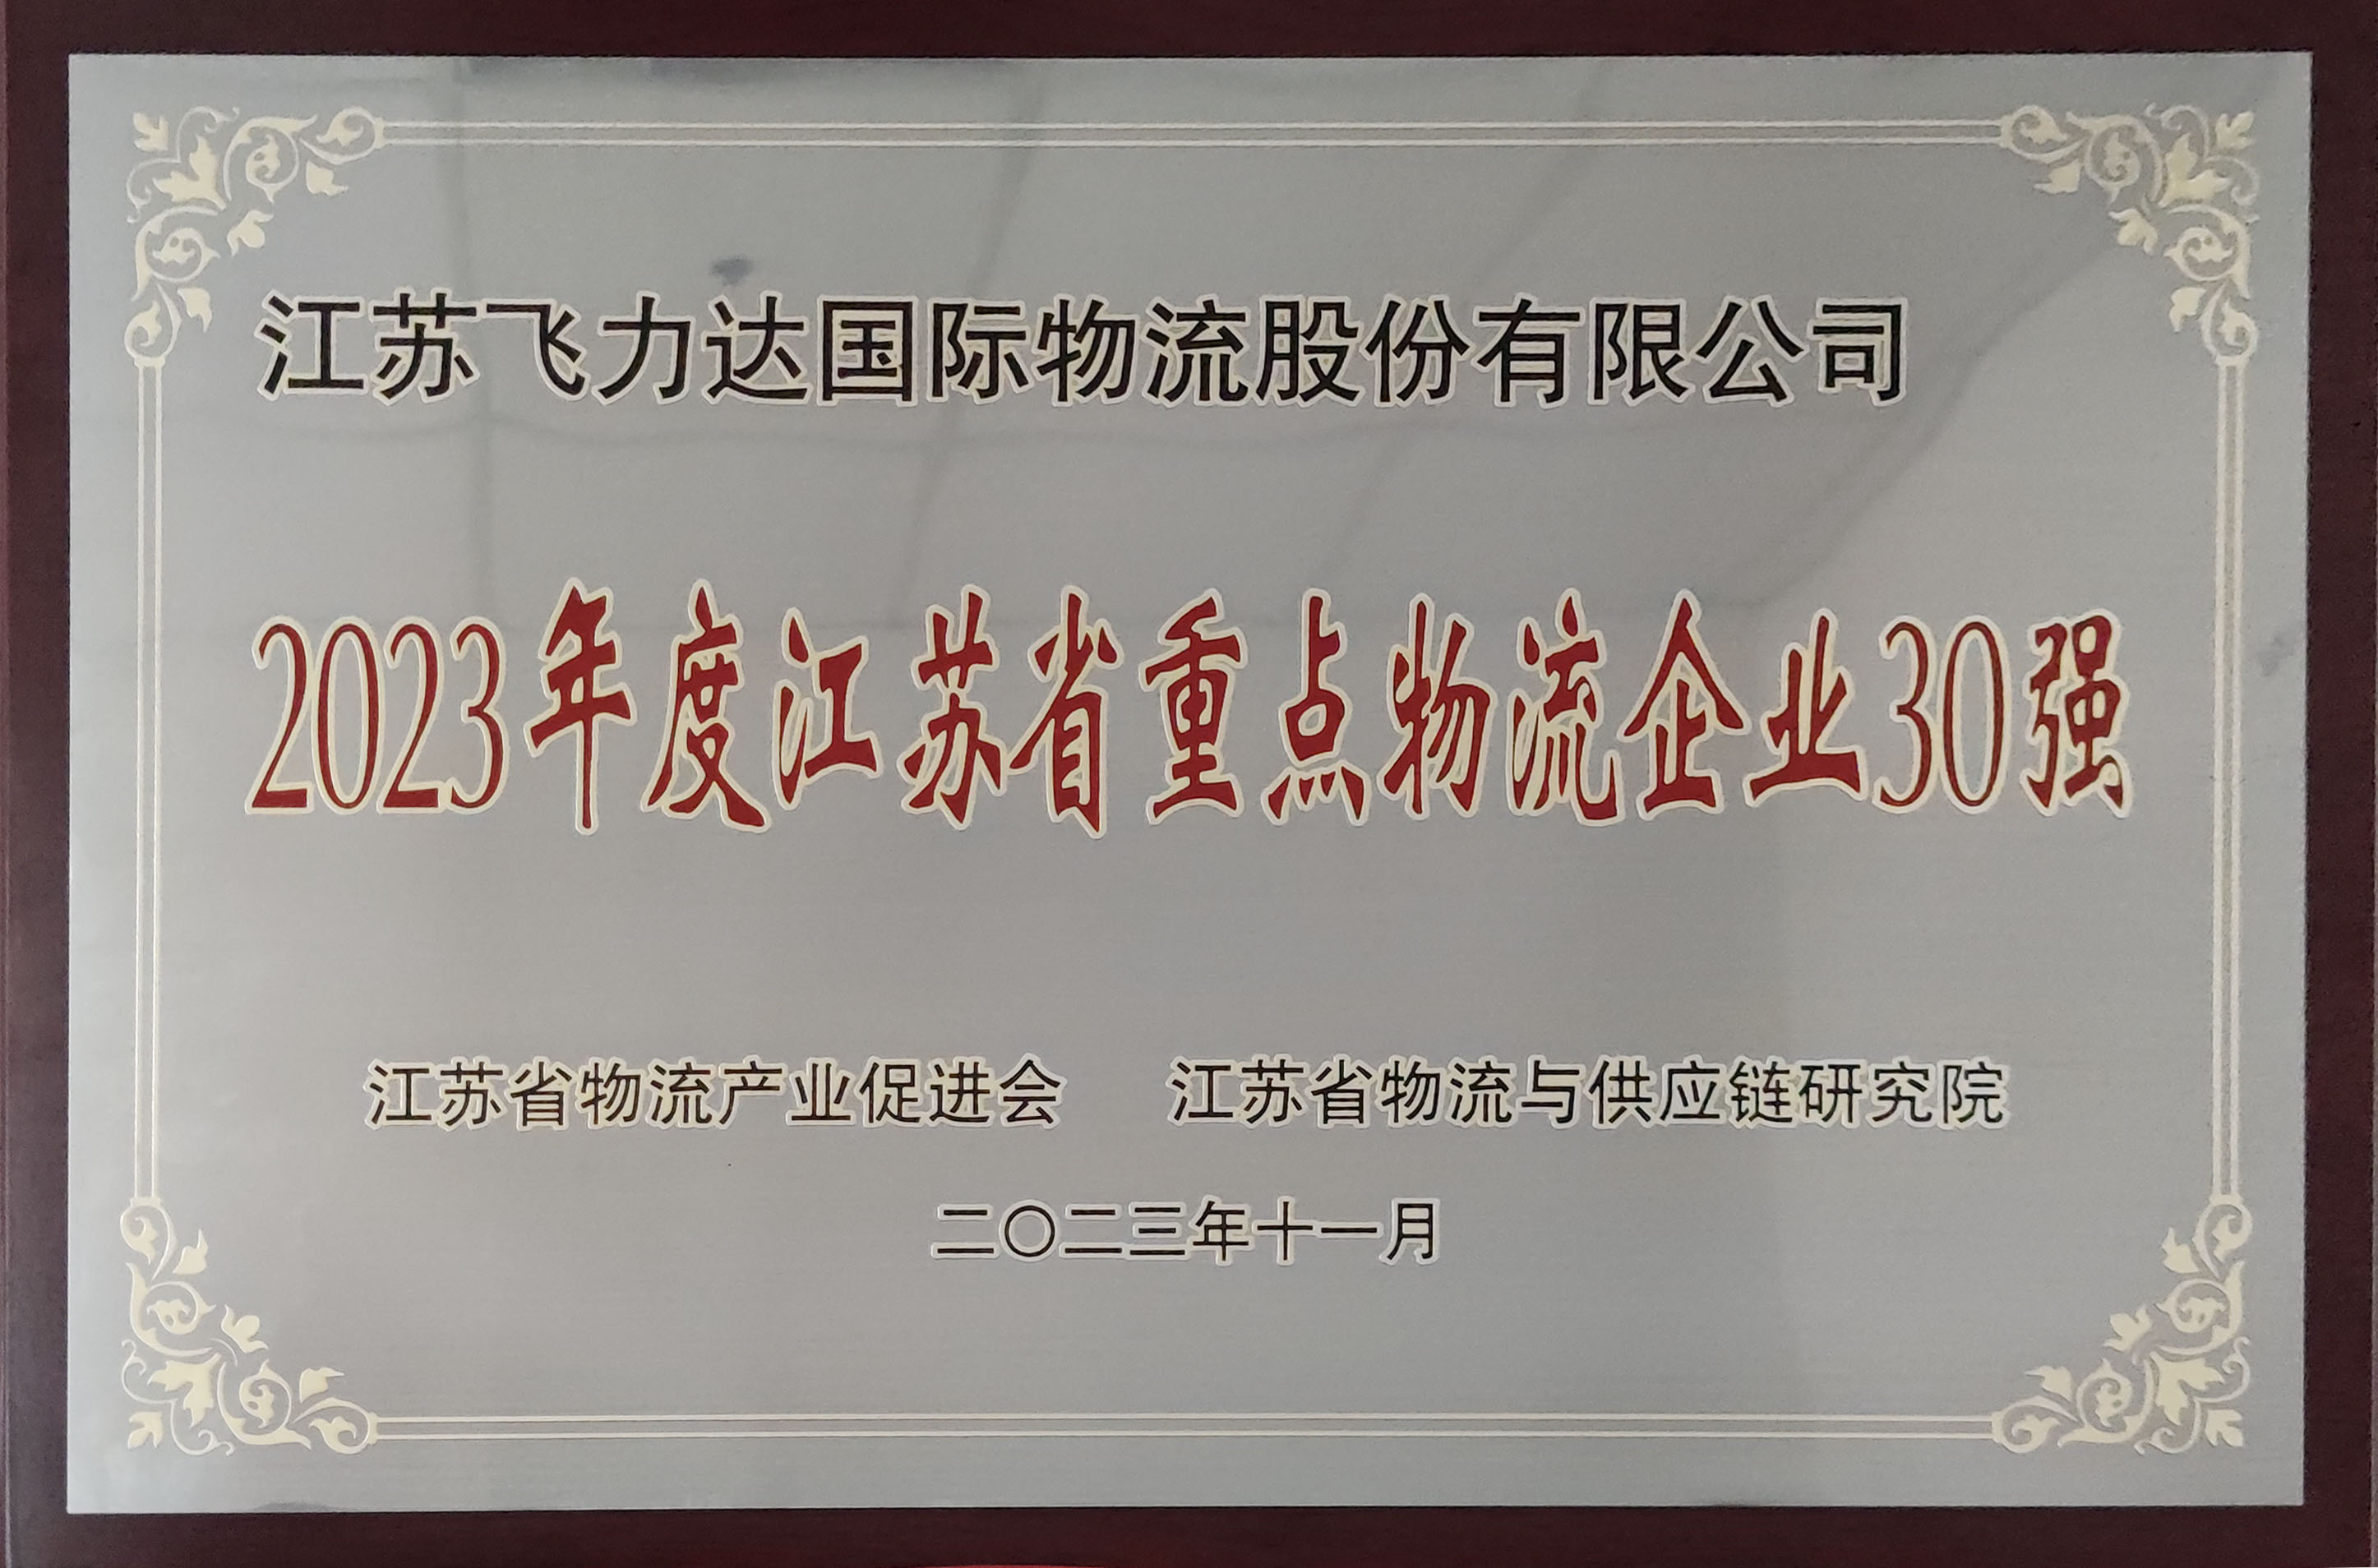 江苏飞力达国际物流股份有限公司
2023年度江苏省重点物流企业30强
江苏省物流产业促进会 江苏省物流与供应链研究院
二〇二三年十一月